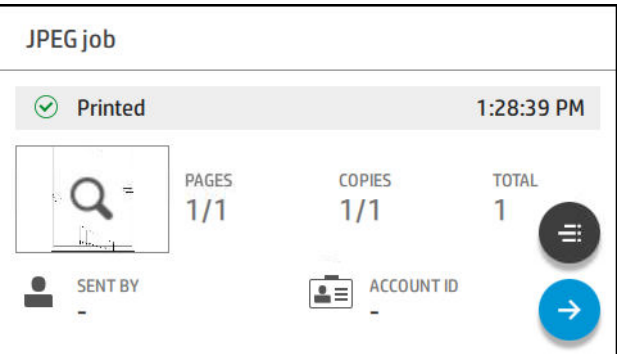 JPEG job
Printed 1:28:39 PM
PAGES COPIES TOTAL
1/1 1/1 1
SENT BY ACCOUNT ID
- -